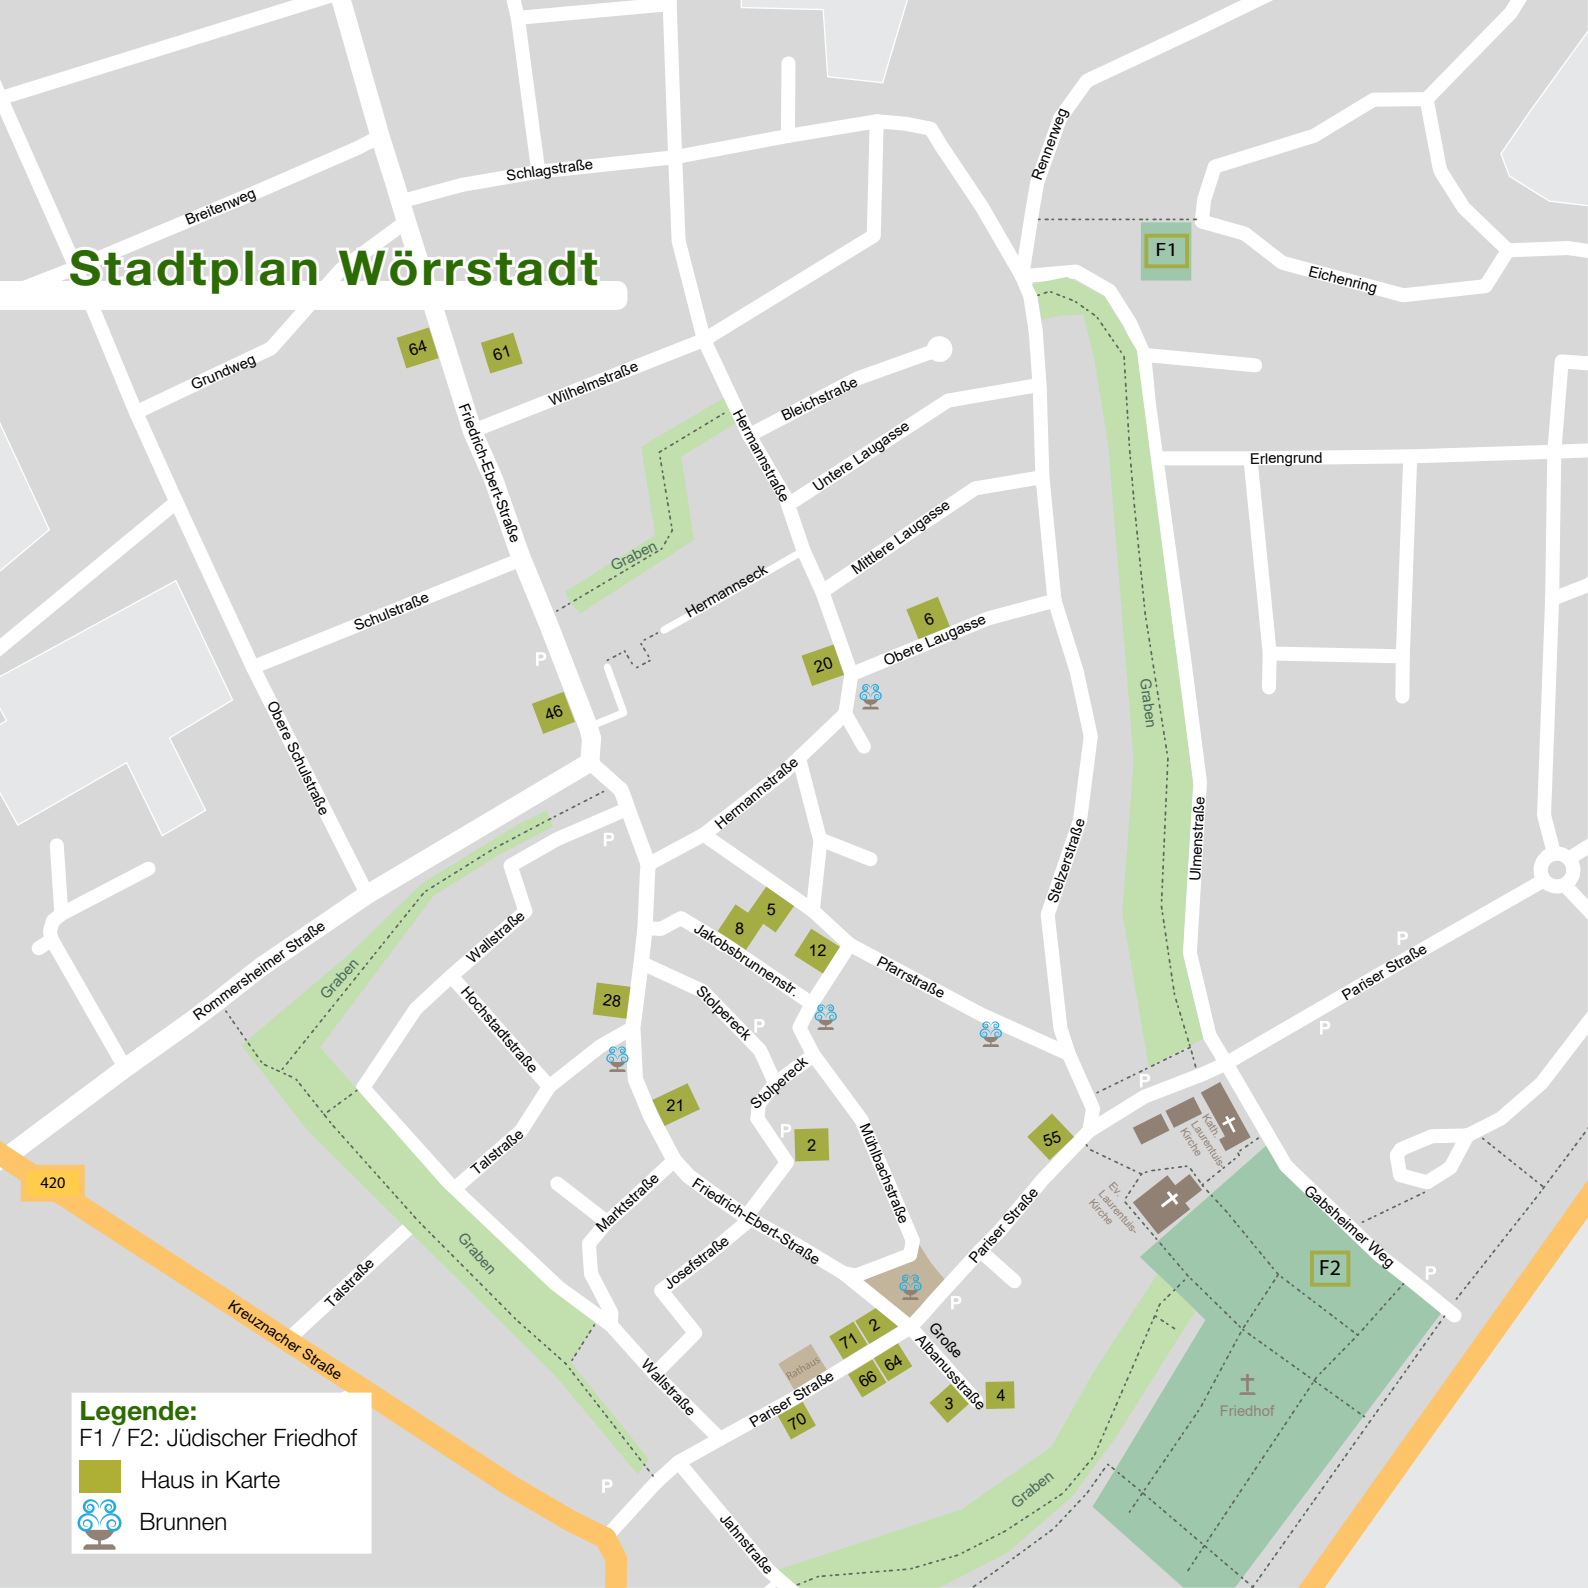 Rennerweg
Schlagstraße
Breitenweg
F1
Stadtplan Wörrstadt
Eichenring
64
61
Grundweg
Wilhelmstraße
Bleichstraße
Friedrich-Ebert-Straße
Hermannstraße
Untere Laugasse
Erlengrund
Mittlere Laugasse
Graben
Hermannseck
Schulstraße
6
Obere Laugasse
20
P
46
Graben
Obere Schulstraße
Hermannstraße
P
Ulmenstraße
Stelzerstraße
5
8
12
Jakobsbrunnenstr.
Wallstraße
Pfarrstraße
P
Pariser Straße
Rommersheimer Straße
Graben
28
Hochstadtstraße
Stolpereck
P
P
Stolpereck
P
21
Kath.
Laurentuis-
Kirche
55
P
2
Mühlbachstraße
Talstraße
420
Marktstraße
Friedrich-Ebert-Straße
Ev.
Laurentuis-
Kirche
Pariser Straße
Gabsheimer Weg
Graben
Josefstraße
F2
P
Talstraße
P
Kreuznacher Straße
71
2
Große
Albanusstraße
Rathaus
66
64
Wallstraße
Pariser Straße
70
3
4
Friedhof
P
Graben
Jahnstraße
Legende:
F1 / F2: Jüdischer Friedhof
Haus in Karte
Brunnen